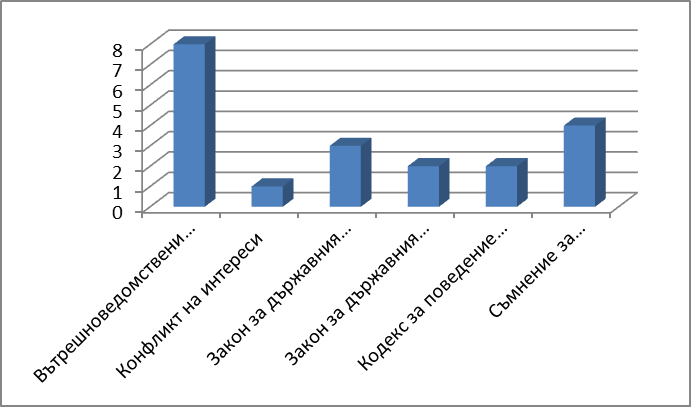 8
7
6
5
4
3
2
1
0
Вътрешноведомствени...
Конфликт на интереси
Закон за държавния...
Закон за държавния...
Кодекс за поведение...
Съмнение за...